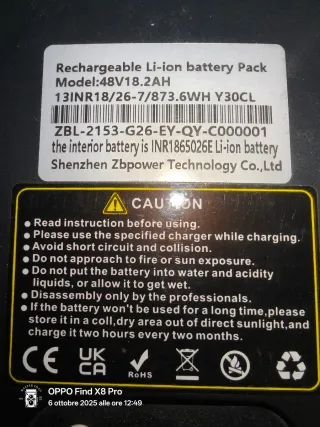 Rechargeable Li-ion battery Pack
Model:48V18.2AH
13INR18/26-7/873.6WH Y30CL
ZBL-2153-G26-EY-QY-C000001
the interior battery is INR1865026E Li-ion battery
Shenzhen Zbpower Technology Co.,Ltd
CAUTION
● Read instruction before using.
● Please use the specified charger while charging.
● Avoid short circuit and collision.
● Do not approach to fire or sun exposure.
● Do not put the battery into water and acidity
liquids, or allow it to get wet.
● Disassembly only by the professionals.
● If the battery won't be used for a long time,please
store it in a coll,dry area out of direct sunlight,and
charge it two hours every two months.
CE UK CA RoHS
OPPO Find X8 Pro
6 ottobre 2025 alle ore 12:49